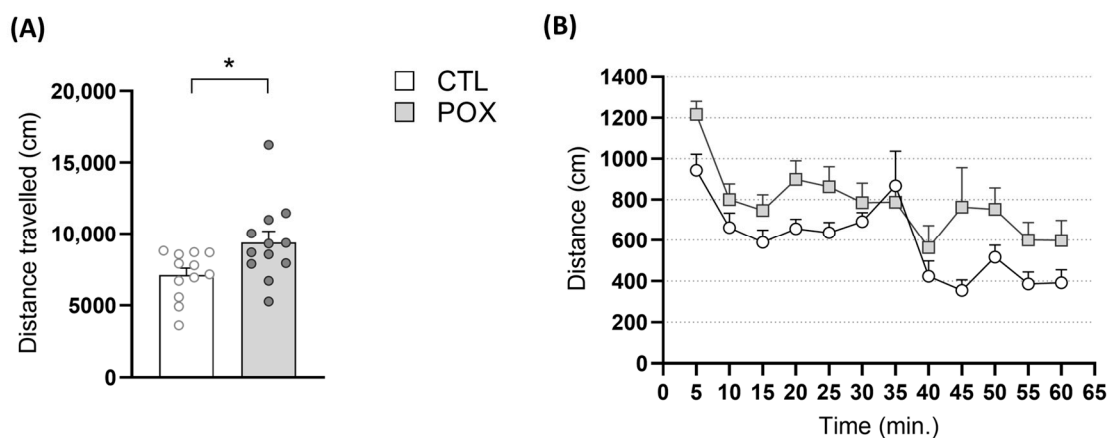 (A)
*
20,000
15,000
10,000
5000
0
Distance travelled (cm)
CTL
POX
(B)
1400
1200
1000
800
600
400
200
0
Distance (cm)
0 5 10 15 20 25 30 35 40 45 50 55 60 65
Time (min.)